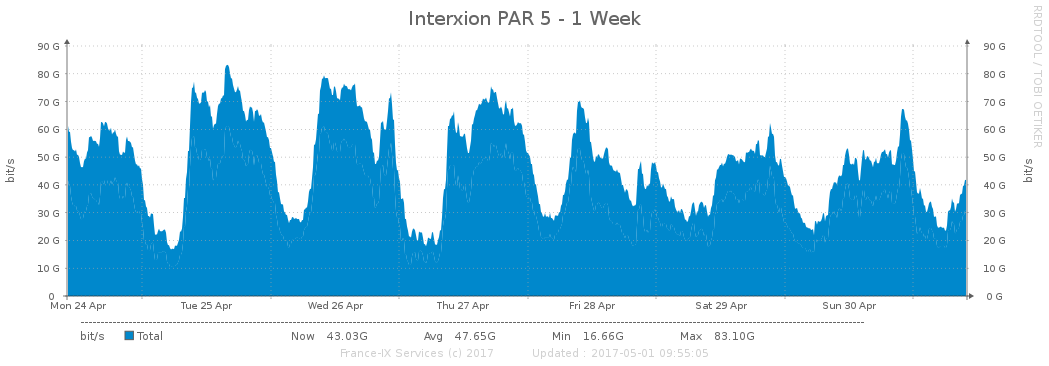 Interxion PAR 5 - 1 Week
RRDTOOL / TOBI OETIKER
bit/s
90 G
80 G
70 G
60 G
50 G
40 G
30 G
20 G
10 G
0
90 G
80 G
70 G
60 G
50 G
40 G
30 G
20 G
10 G
0 G
bit/s
Mon 24 Apr Tue 25 Apr Wed 26 Apr Thu 27 Apr Fri 28 Apr Sat 29 Apr Sun 30 Apr
bit/s Total Now 43.03G Avg 47.65G Min 16.66G Max 83.10G
France-IX Services (c) 2017 Updated : 2017-05-01 09:55:05